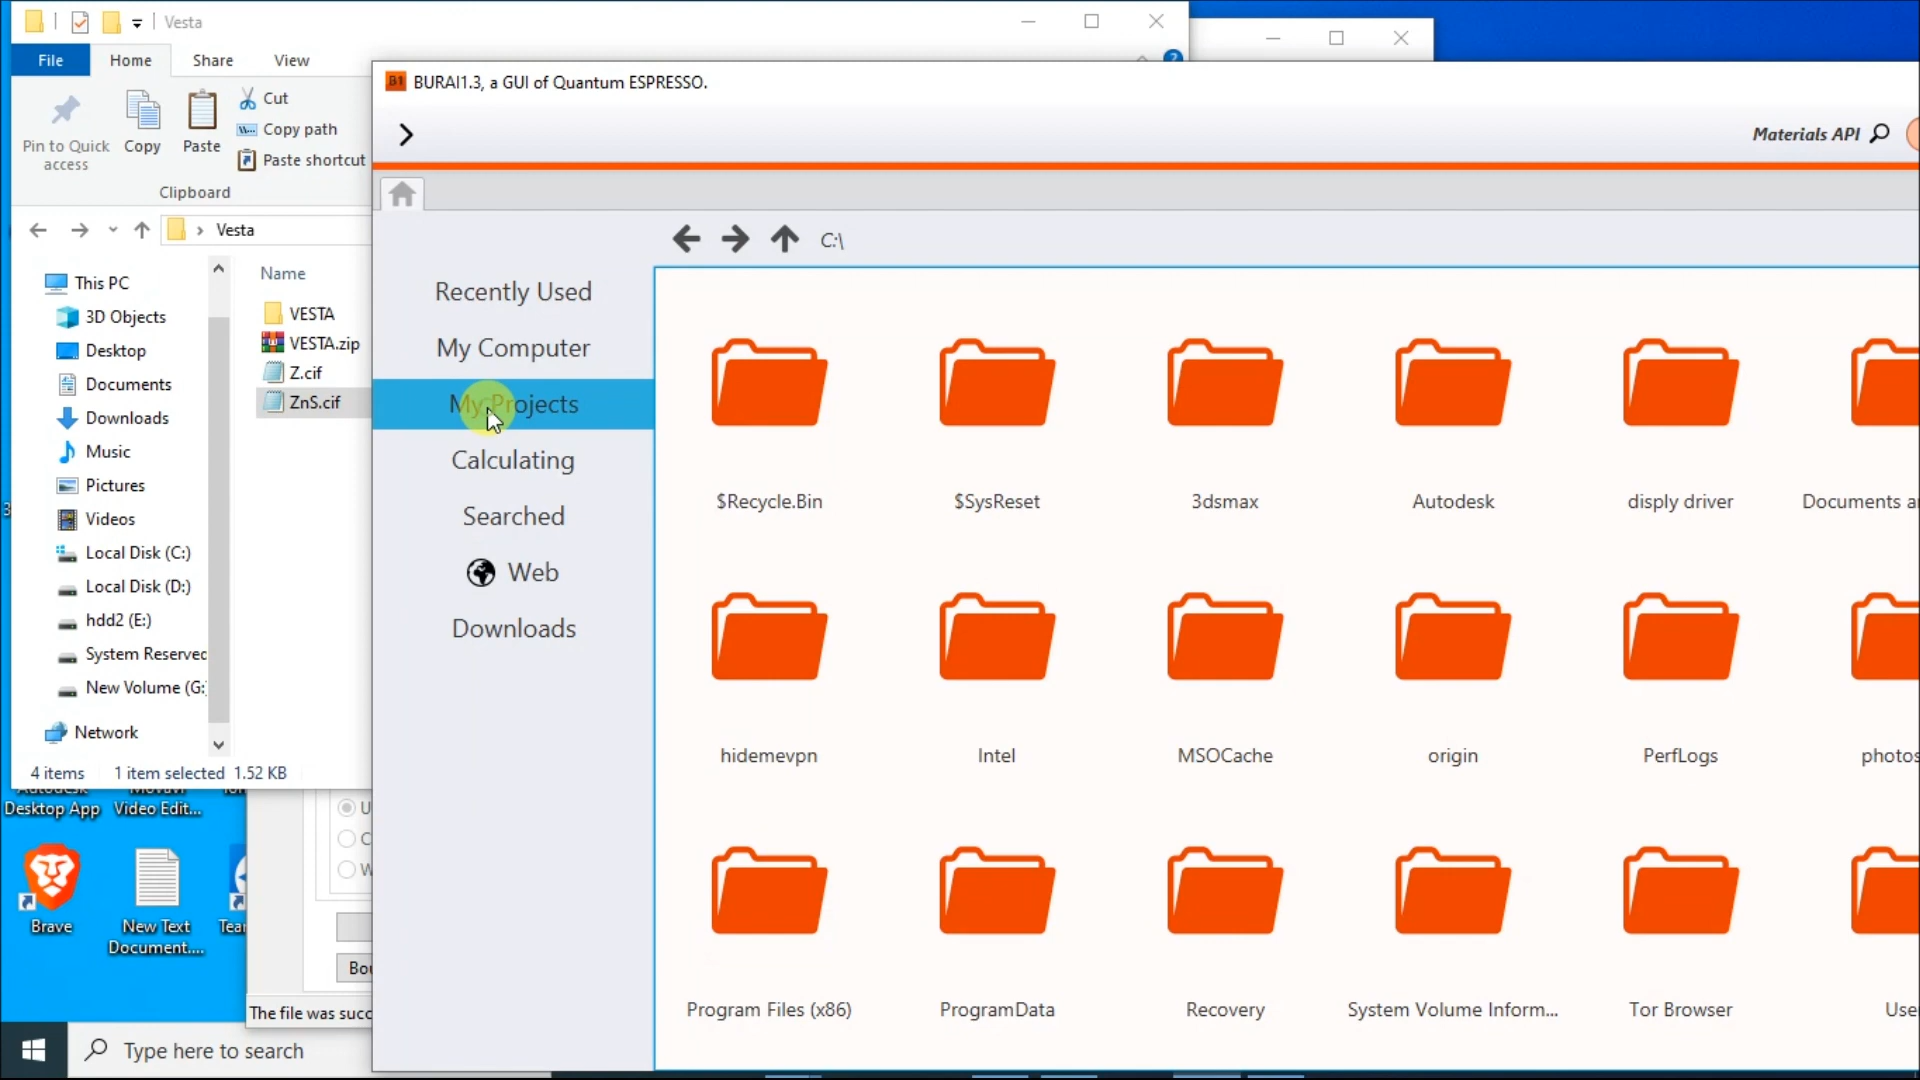 Vesta
File
Home
Share
View
Pin to Quick
access
Copy
Paste
Cut
Copy path
Paste shortcut
Clipboard
Vesta
This PC
3D Objects
Desktop
Documents
Downloads
Music
Pictures
Videos
Local Disk (C:)
Local Disk (D:)
hdd2 (E:)
System Reserved
New Volume (G:
Network
Name
VESTA
VESTA.zip
Z.cif
ZnS.cif
4 items
1 item selected 1.52 KB
BURAI1.3, a GUI of Quantum ESPRESSO.
Materials API
C:\
Recently Used
My Computer
My Projects
Calculating
Searched
Web
Downloads
$Recycle.Bin
$SysReset
3dsmax
Autodesk
disply driver
Documents a
hidemevpn
Intel
MSOCache
origin
PerfLogs
photos
Program Files (x86)
ProgramData
Recovery
System Volume Inform...
Tor Browser
Use
Desktop App
Video Edit...
Brave
New Text
Document....
Tea
U
C
W
Bo
The file was succ
Type here to search